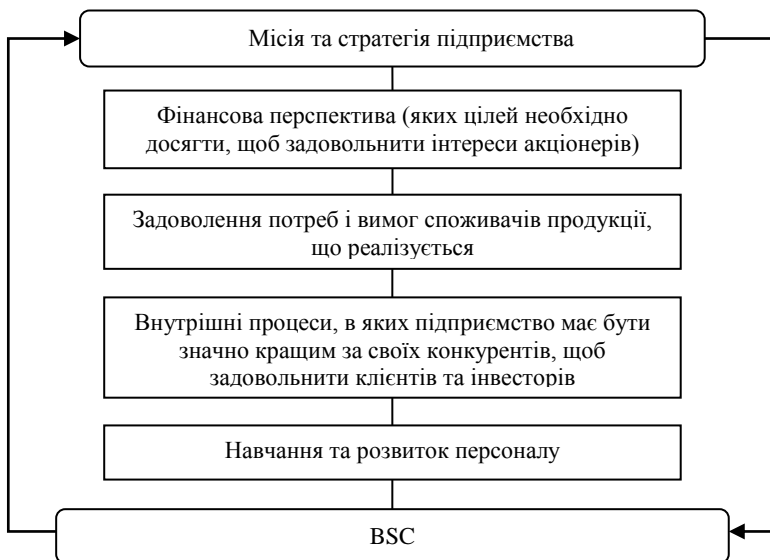 Місія та стратегія підприємства
Фінансова перспектива (яких цілей необхідно
досягти, щоб задовольнити інтереси акціонерів)
Задоволення потреб і вимог споживачів продукції,
що реалізується
Внутрішні процеси, в яких підприємство має бути
значно кращим за своїх конкурентів, щоб
задовольнити клієнтів та інвесторів
Навчання та розвиток персоналу
BSC